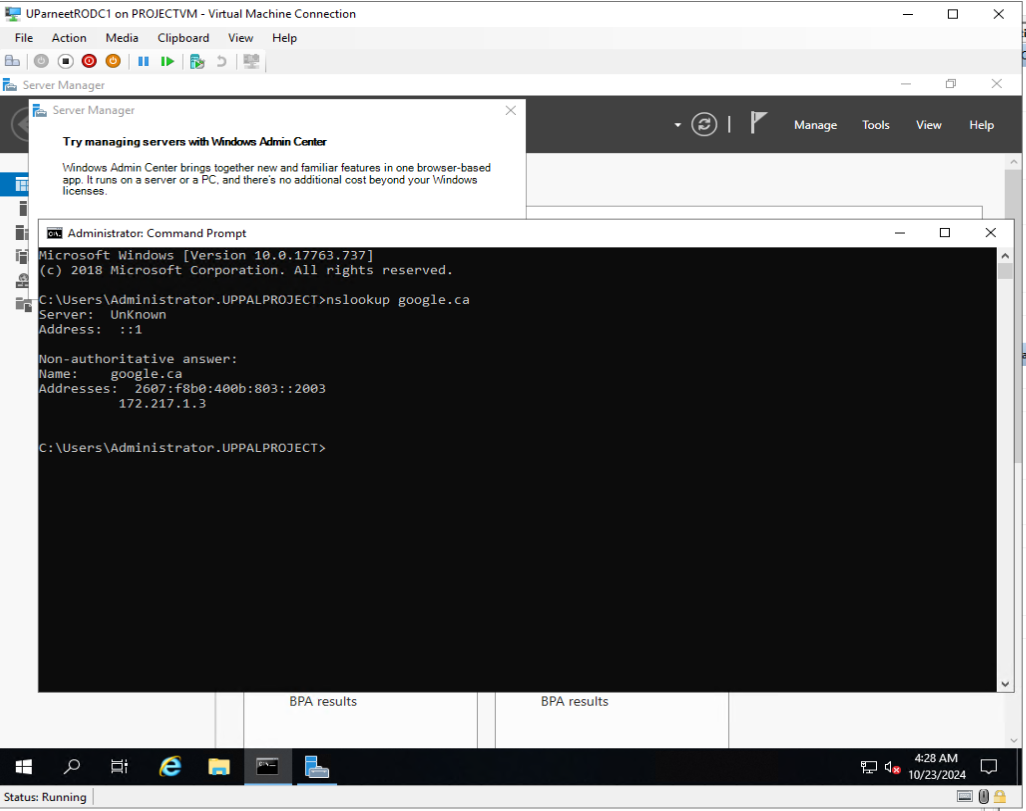 UParneetRODC1 on PROJECTVM - Virtual Machine Connection
File Action Media Clipboard View Help
Server Manager
Server Manager
Manage Tools View Help
Try managing servers with Windows Admin Center
Windows Admin Center brings together new and familiar features in one browser-based
app. It runs on a server or a PC, and there's no additional cost beyond your Windows
licenses.
Administrator: Command Prompt
Microsoft Windows [Version 10.0.17763.737]
(c) 2018 Microsoft Corporation. All rights reserved.
C:\Users\Administrator.UPPALPROJECT>nslookup google.ca
Server:  UnKnown
Address:  ::1
Non-authoritative answer:
Name:    google.ca
Addresses:  2607:f8b0:400b:803::2003
172.217.1.3
C:\Users\Administrator.UPPALPROJECT>
BPA results BPA results
4:28 AM
10/23/2024
Status: Running